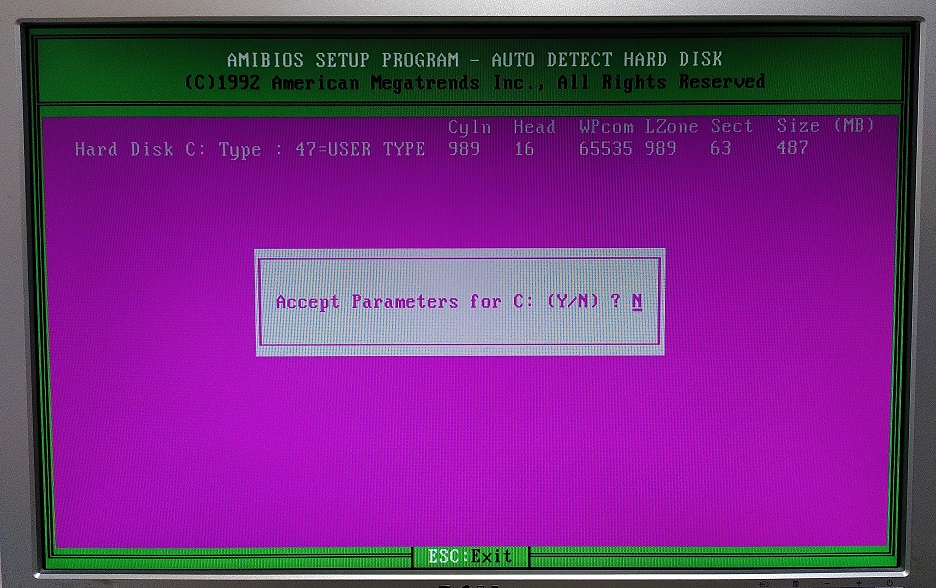 AMIBIOS SETUP PROGRAM - AUTO DETECT HARD DISK
(C)1992 American Megatrends Inc., All Rights Reserved
Cyln Head WPcom LZone Sect Size (MB)
Hard Disk C: Type : 47=USER TYPE 989 16 65535 989 63 487
Accept Parameters for C: (Y/N) ? N
ESC:Exit